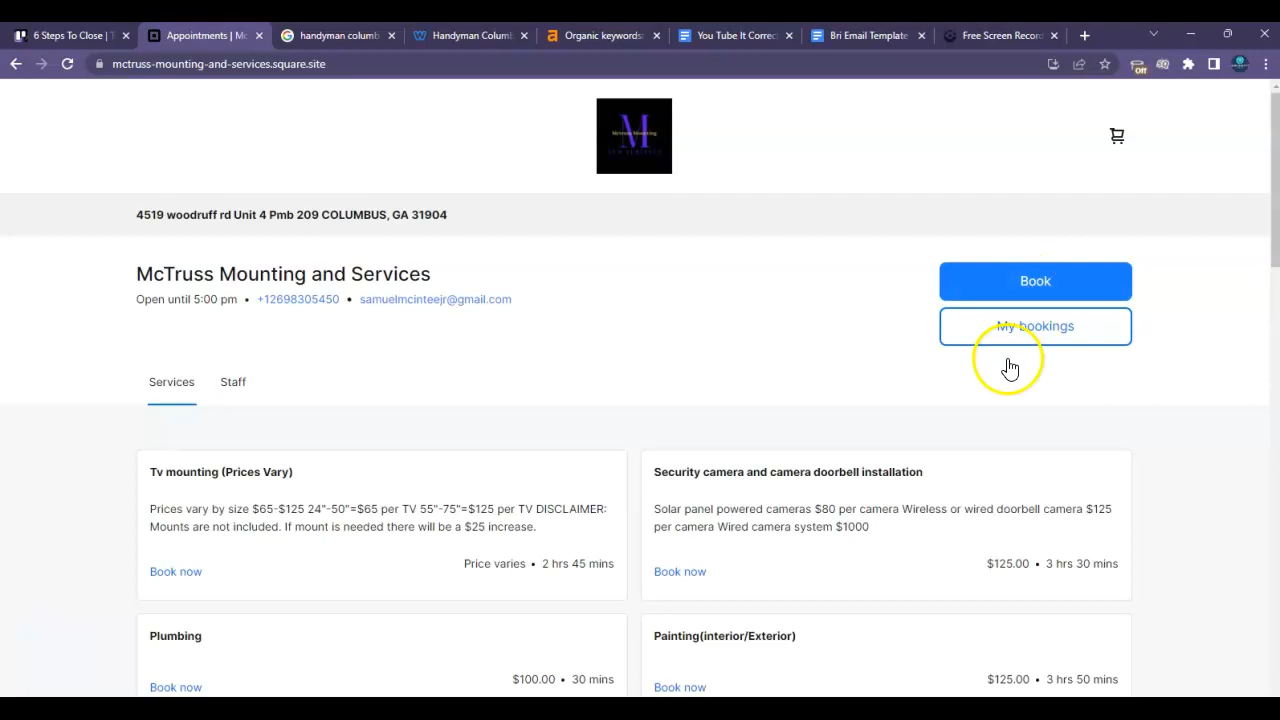 6 Steps To Close | T
Appointments | Mc
handyman columb
Handyman Columb
Organic keywords:
You Tube It Correc
Bri Email Template
Free Screen Record
mctruss-mounting-and-services.square.site
Off
M
McTruss Mounting
4519 woodruff rd Unit 4 Pmb 209 COLUMBUS, GA 31904
McTruss Mounting and Services
Book
Open until 5:00 pm • +12698305450 • samuelmcinteejr@gmail.com
My bookings
Services Staff
Tv mounting (Prices Vary)
Prices vary by size $65-$125 24"-50"=$65 per TV 55"-75"=$125 per TV DISCLAIMER:
Mounts are not included. If mount is needed there will be a $25 increase.
Price varies • 2 hrs 45 mins
Book now
Security camera and camera doorbell installation
Solar panel powered cameras $80 per camera Wireless or wired doorbell camera $125
per camera Wired camera system $1000
$125.00 • 3 hrs 30 mins
Book now
Plumbing
$100.00 • 30 mins
Book now
Painting(interior/Exterior)
$125.00 • 3 hrs 50 mins
Book now